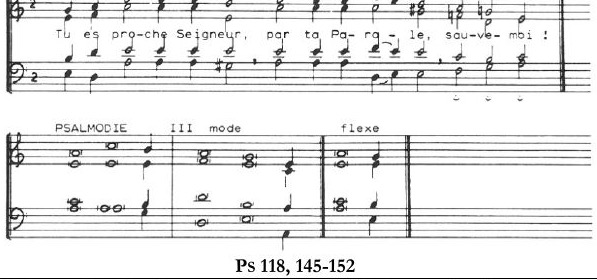 Tu es pro-che Seigneur, par ta Pa-ro-le, sau-ve-moi !
PSALMODIE III mode flexe
Ps 118, 145-152